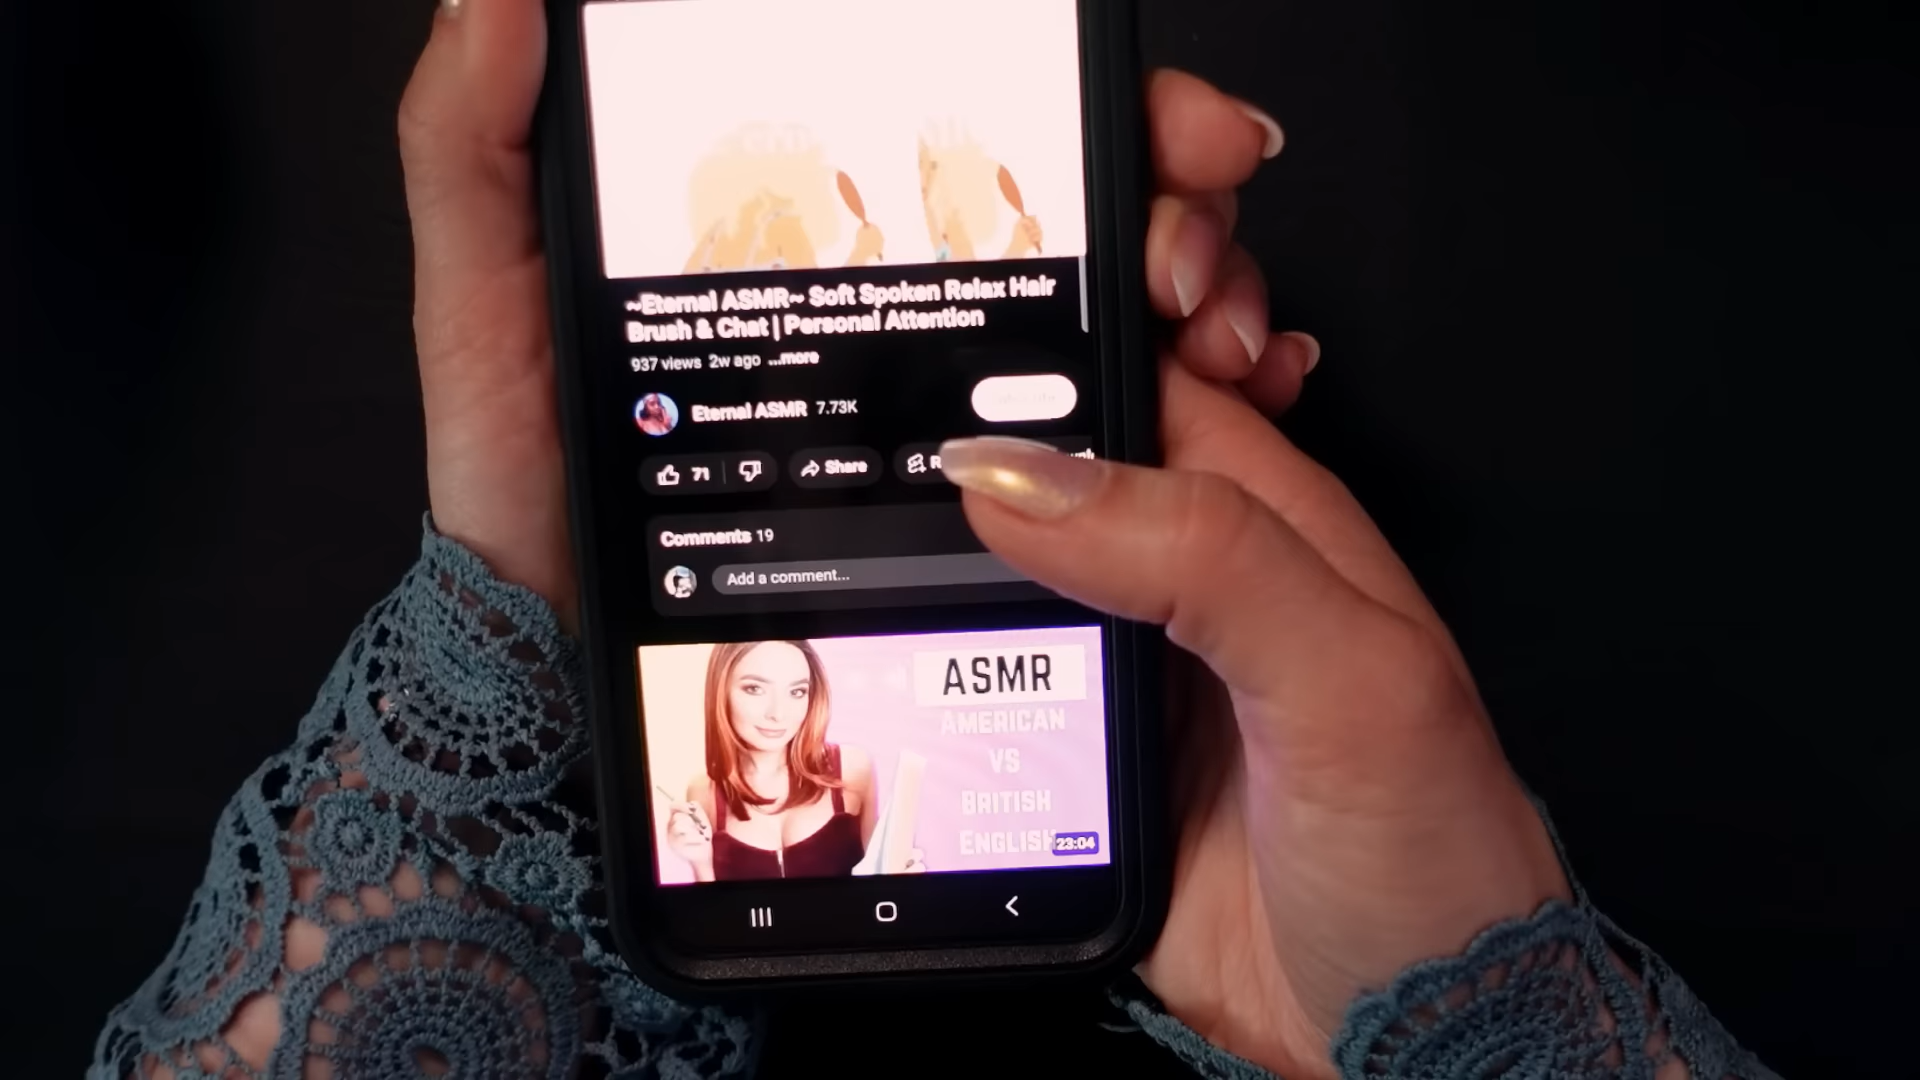 ~Eternal ASMR~ Soft Spoken Relax Hair
Brush & Chat | Personal Attention
937 views 2w ago ...more
Eternal ASMR 7.73K
71 Share
Comments 19
Add a comment...
ASMR
AMERICAN
VS
BRITISH
ENGLISH
23:04